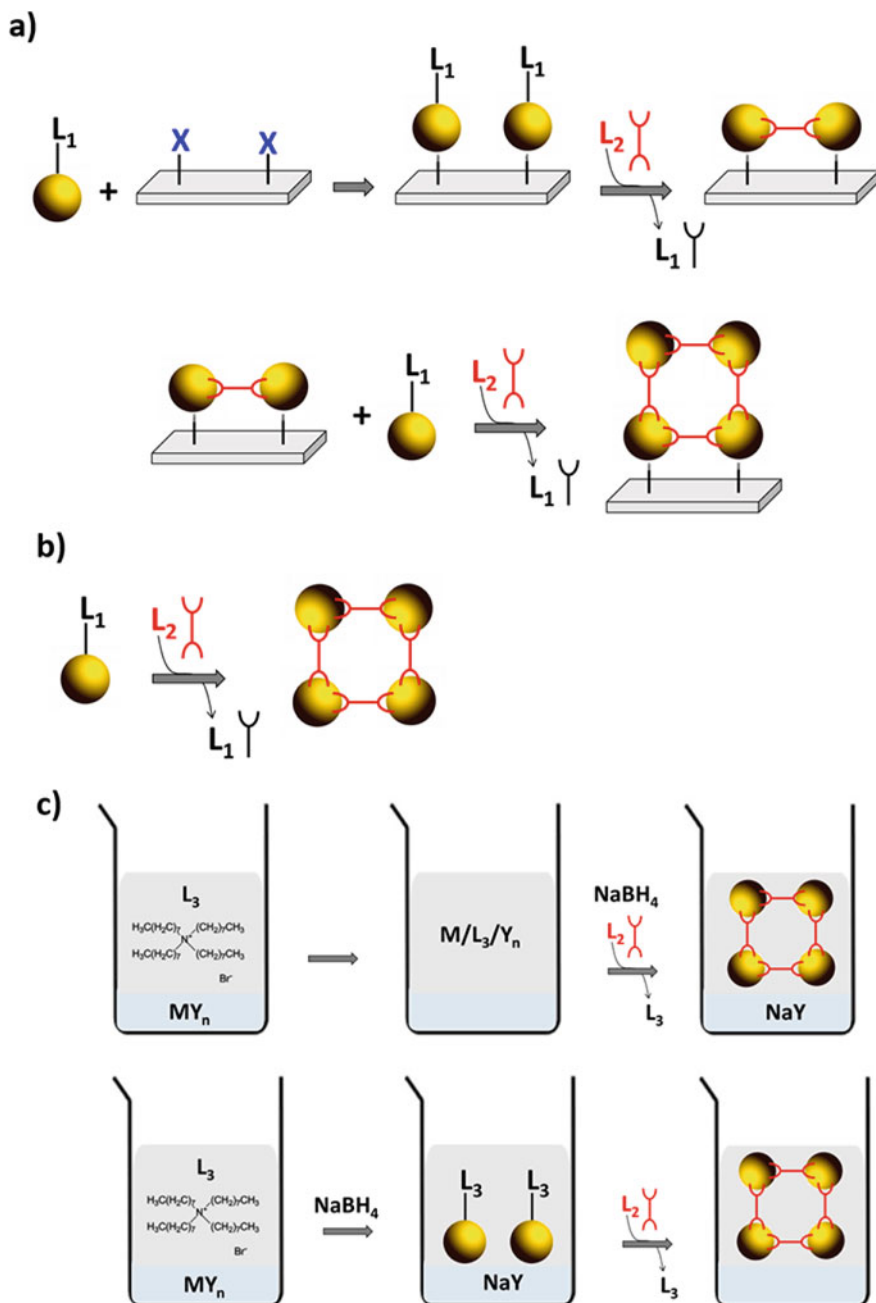 a)
L₁ L₁
L₁ X X L₂
+
L₁
L₁
+ L₂
L₁
b)
L₁ L₂
L₁
c)
L₃ NaBH₄
H₃C(H₂C)₇ (CH₂)₇CH₃ M/L₃/Yₙ L₂
N⁺
H₃C(H₂C)₇ (CH₂)₇CH₃
Br⁻ L₃
MYₙ NaY
L₃ L₃ L₃
H₃C(H₂C)₇ (CH₂)₇CH₃ NaBH₄ L₂
N⁺
H₃C(H₂C)₇ (CH₂)₇CH₃
Br⁻ L₃
MYₙ NaY